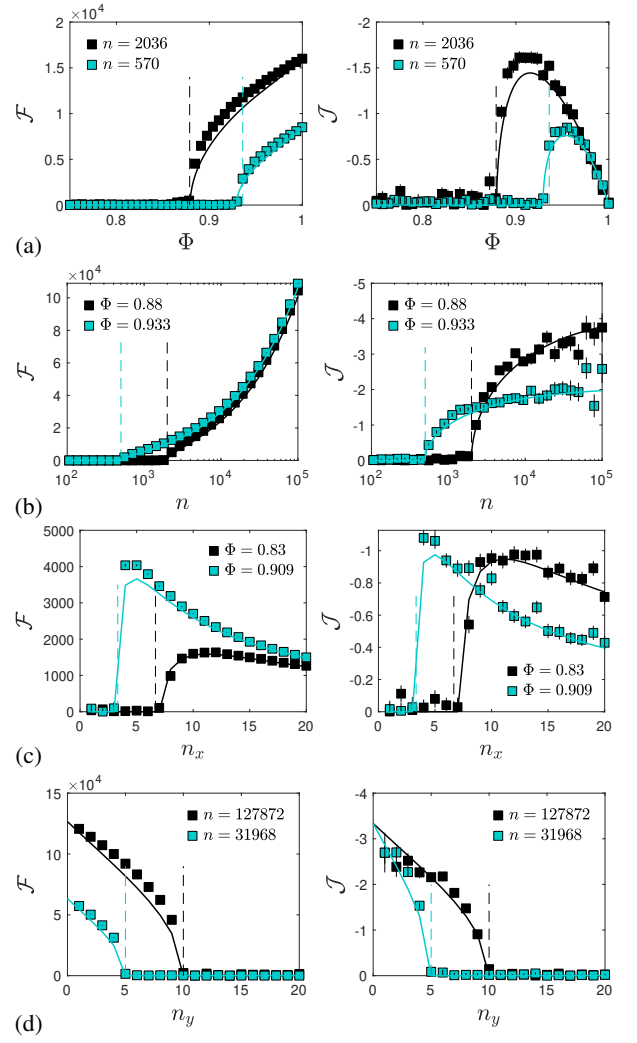 ×10⁴
2
1.5
1
0.5
0
ℱ
n = 2036
n = 570
0.8
0.9
1
Φ
(a)
-2
-1.5
-1
-0.5
0
𝒥
n = 2036
n = 570
0.8
0.9
1
Φ
×10⁴
10
8
6
4
2
0
ℱ
Φ = 0.88
Φ = 0.933
10²
10³
10⁴
10⁵
n
(b)
-5
-4
-3
-2
-1
0
𝒥
Φ = 0.88
Φ = 0.933
10²
10³
10⁴
10⁵
n
5000
4000
3000
2000
1000
0
ℱ
Φ = 0.83
Φ = 0.909
0
5
10
15
20
nₓ
(c)
-1
-0.8
-0.6
-0.4
-0.2
-0
𝒥
Φ = 0.83
Φ = 0.909
0
5
10
15
20
nₓ
×10⁴
15
10
5
0
ℱ
n = 127872
n = 31968
0
5
10
15
20
n_y
(d)
-4
-3
-2
-1
0
𝒥
n = 127872
n = 31968
0
5
10
15
20
n_y